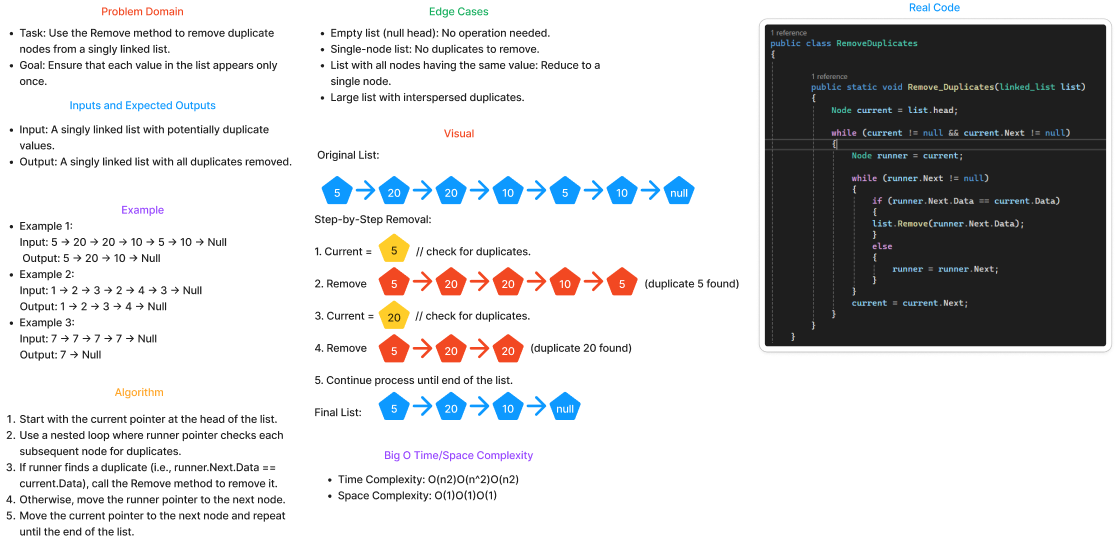 Problem Domain
• Task: Use the Remove method to remove duplicate
nodes from a singly linked list.
• Goal: Ensure that each value in the list appears only
once.
Inputs and Expected Outputs
• Input: A singly linked list with potentially duplicate
values.
• Output: A singly linked list with all duplicates removed.
Example
• Example 1:
Input: 5 → 20 → 20 → 10 → 5 → 10 → Null
Output: 5 → 20 → 10 → Null
• Example 2:
Input: 1 → 2 → 3 → 2 → 4 → 3 → Null
Output: 1 → 2 → 3 → 4 → Null
• Example 3:
Input: 7 → 7 → 7 → 7 → Null
Output: 7 → Null
Algorithm
1. Start with the current pointer at the head of the list.
2. Use a nested loop where runner pointer checks each
subsequent node for duplicates.
3. If runner finds a duplicate (i.e., runner.Next.Data ==
current.Data), call the Remove method to remove it.
4. Otherwise, move the runner pointer to the next node.
5. Move the current pointer to the next node and repeat
until the end of the list.
Edge Cases
• Empty list (null head): No operation needed.
• Single-node list: No duplicates to remove.
• List with all nodes having the same value: Reduce to a
single node.
• Large list with interspersed duplicates.
Visual
Original List:
5 → 20 → 20 → 10 → 5 → 10 → null
Step-by-Step Removal:
1. Current = 5 // check for duplicates.
2. Remove 5 → 20 → 20 → 10 → 5 (duplicate 5 found)
3. Current = 20 // check for duplicates.
4. Remove 5 → 20 → 20 (duplicate 20 found)
5. Continue process until end of the list.
Final List: 5 → 20 → 10 → null
Big O Time/Space Complexity
• Time Complexity: O(n2)O(n^2)O(n2)
• Space Complexity: O(1)O(1)O(1)
Real Code
1 reference
public class RemoveDuplicates
{
1 reference
public static void Remove_Duplicates(linked_list list)
{
Node current = list.head;
while (current != null && current.Next != null)
{
Node runner = current;
while (runner.Next != null)
{
if (runner.Next.Data == current.Data)
{
list.Remove(runner.Next.Data);
}
else
{
runner = runner.Next;
}
}
current = current.Next;
}
}
}